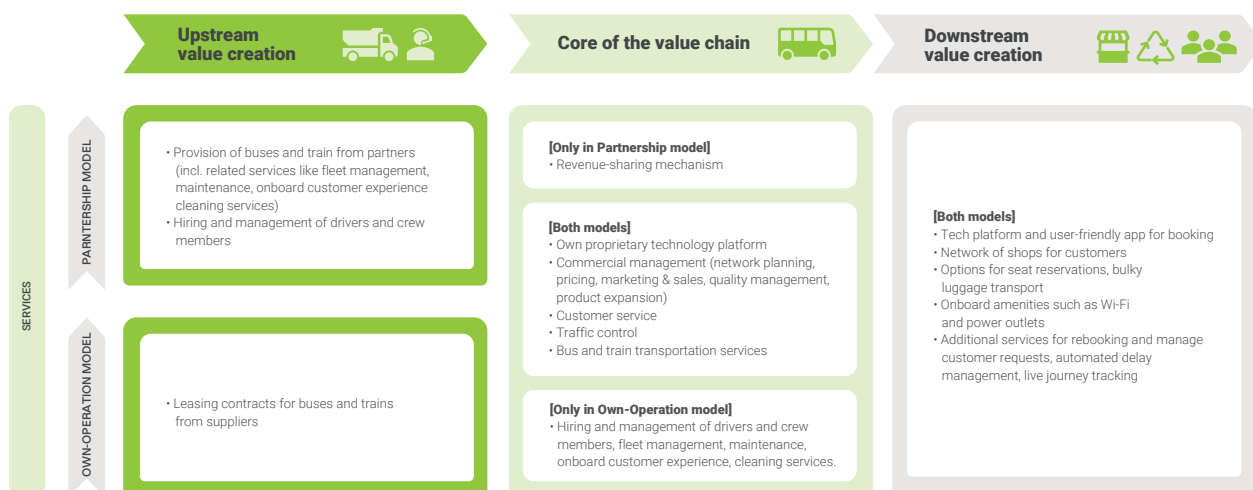 Upstream
value creation
Core of the value chain
Downstream
value creation
SERVICES
PARNTERSHIP MODEL
• Provision of buses and train from partners
(incl. related services like fleet management,
maintenance, onboard customer experience
cleaning services)
• Hiring and management of drivers and crew
members
OWN-OPERATION MODEL
• Leasing contracts for buses and trains
from suppliers
[Only in Partnership model]
• Revenue-sharing mechanism
[Both models]
• Own proprietary technology platform
• Commercial management (network planning,
pricing, marketing & sales, quality management,
product expansion)
• Customer service
• Traffic control
• Bus and train transportation services
[Only in Own-Operation model]
• Hiring and management of drivers and crew
members, fleet management, maintenance,
onboard customer experience, cleaning services.
[Both models]
• Tech platform and user-friendly app for booking
• Network of shops for customers
• Options for seat reservations, bulky
luggage transport
• Onboard amenities such as Wi-Fi
and power outlets
• Additional services for rebooking and manage
customer requests, automated delay
management, live journey tracking